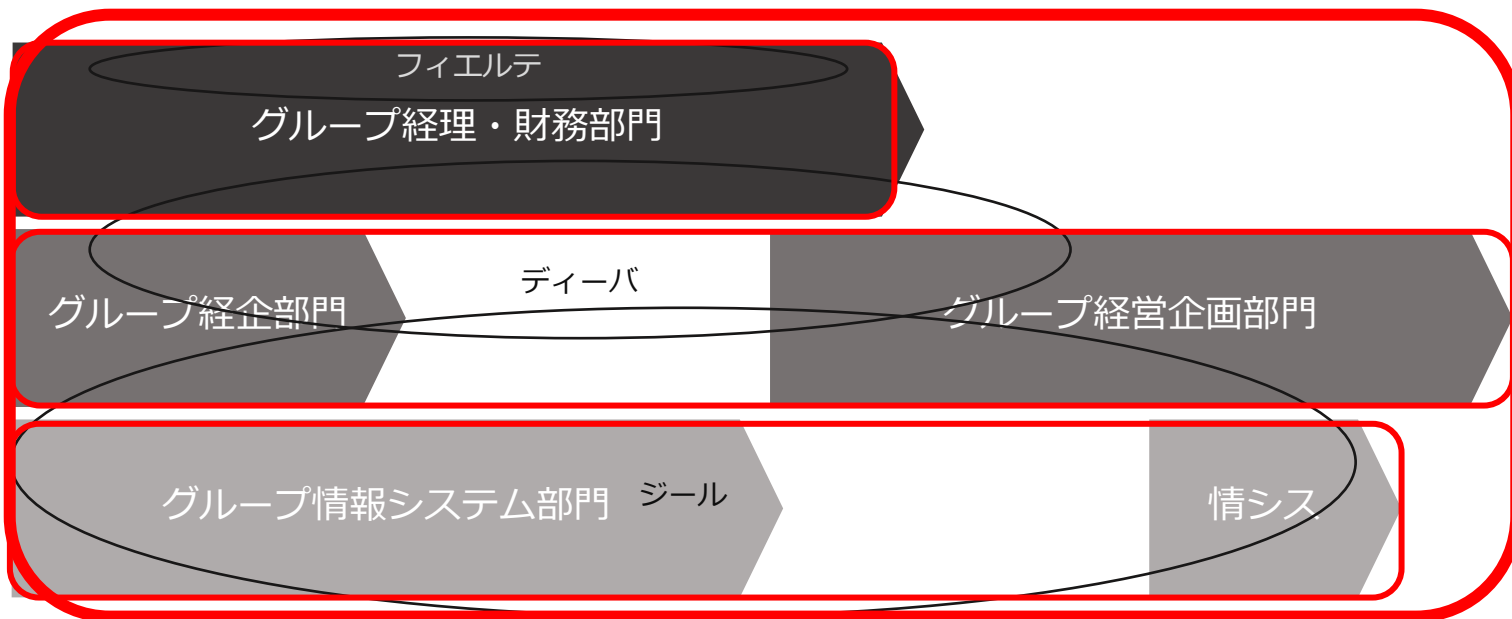 フィエルテ
グループ経理・財務部門
ディーバ
グループ経企部門
グループ経営企画部門
グループ情報システム部門
ジール
情シス